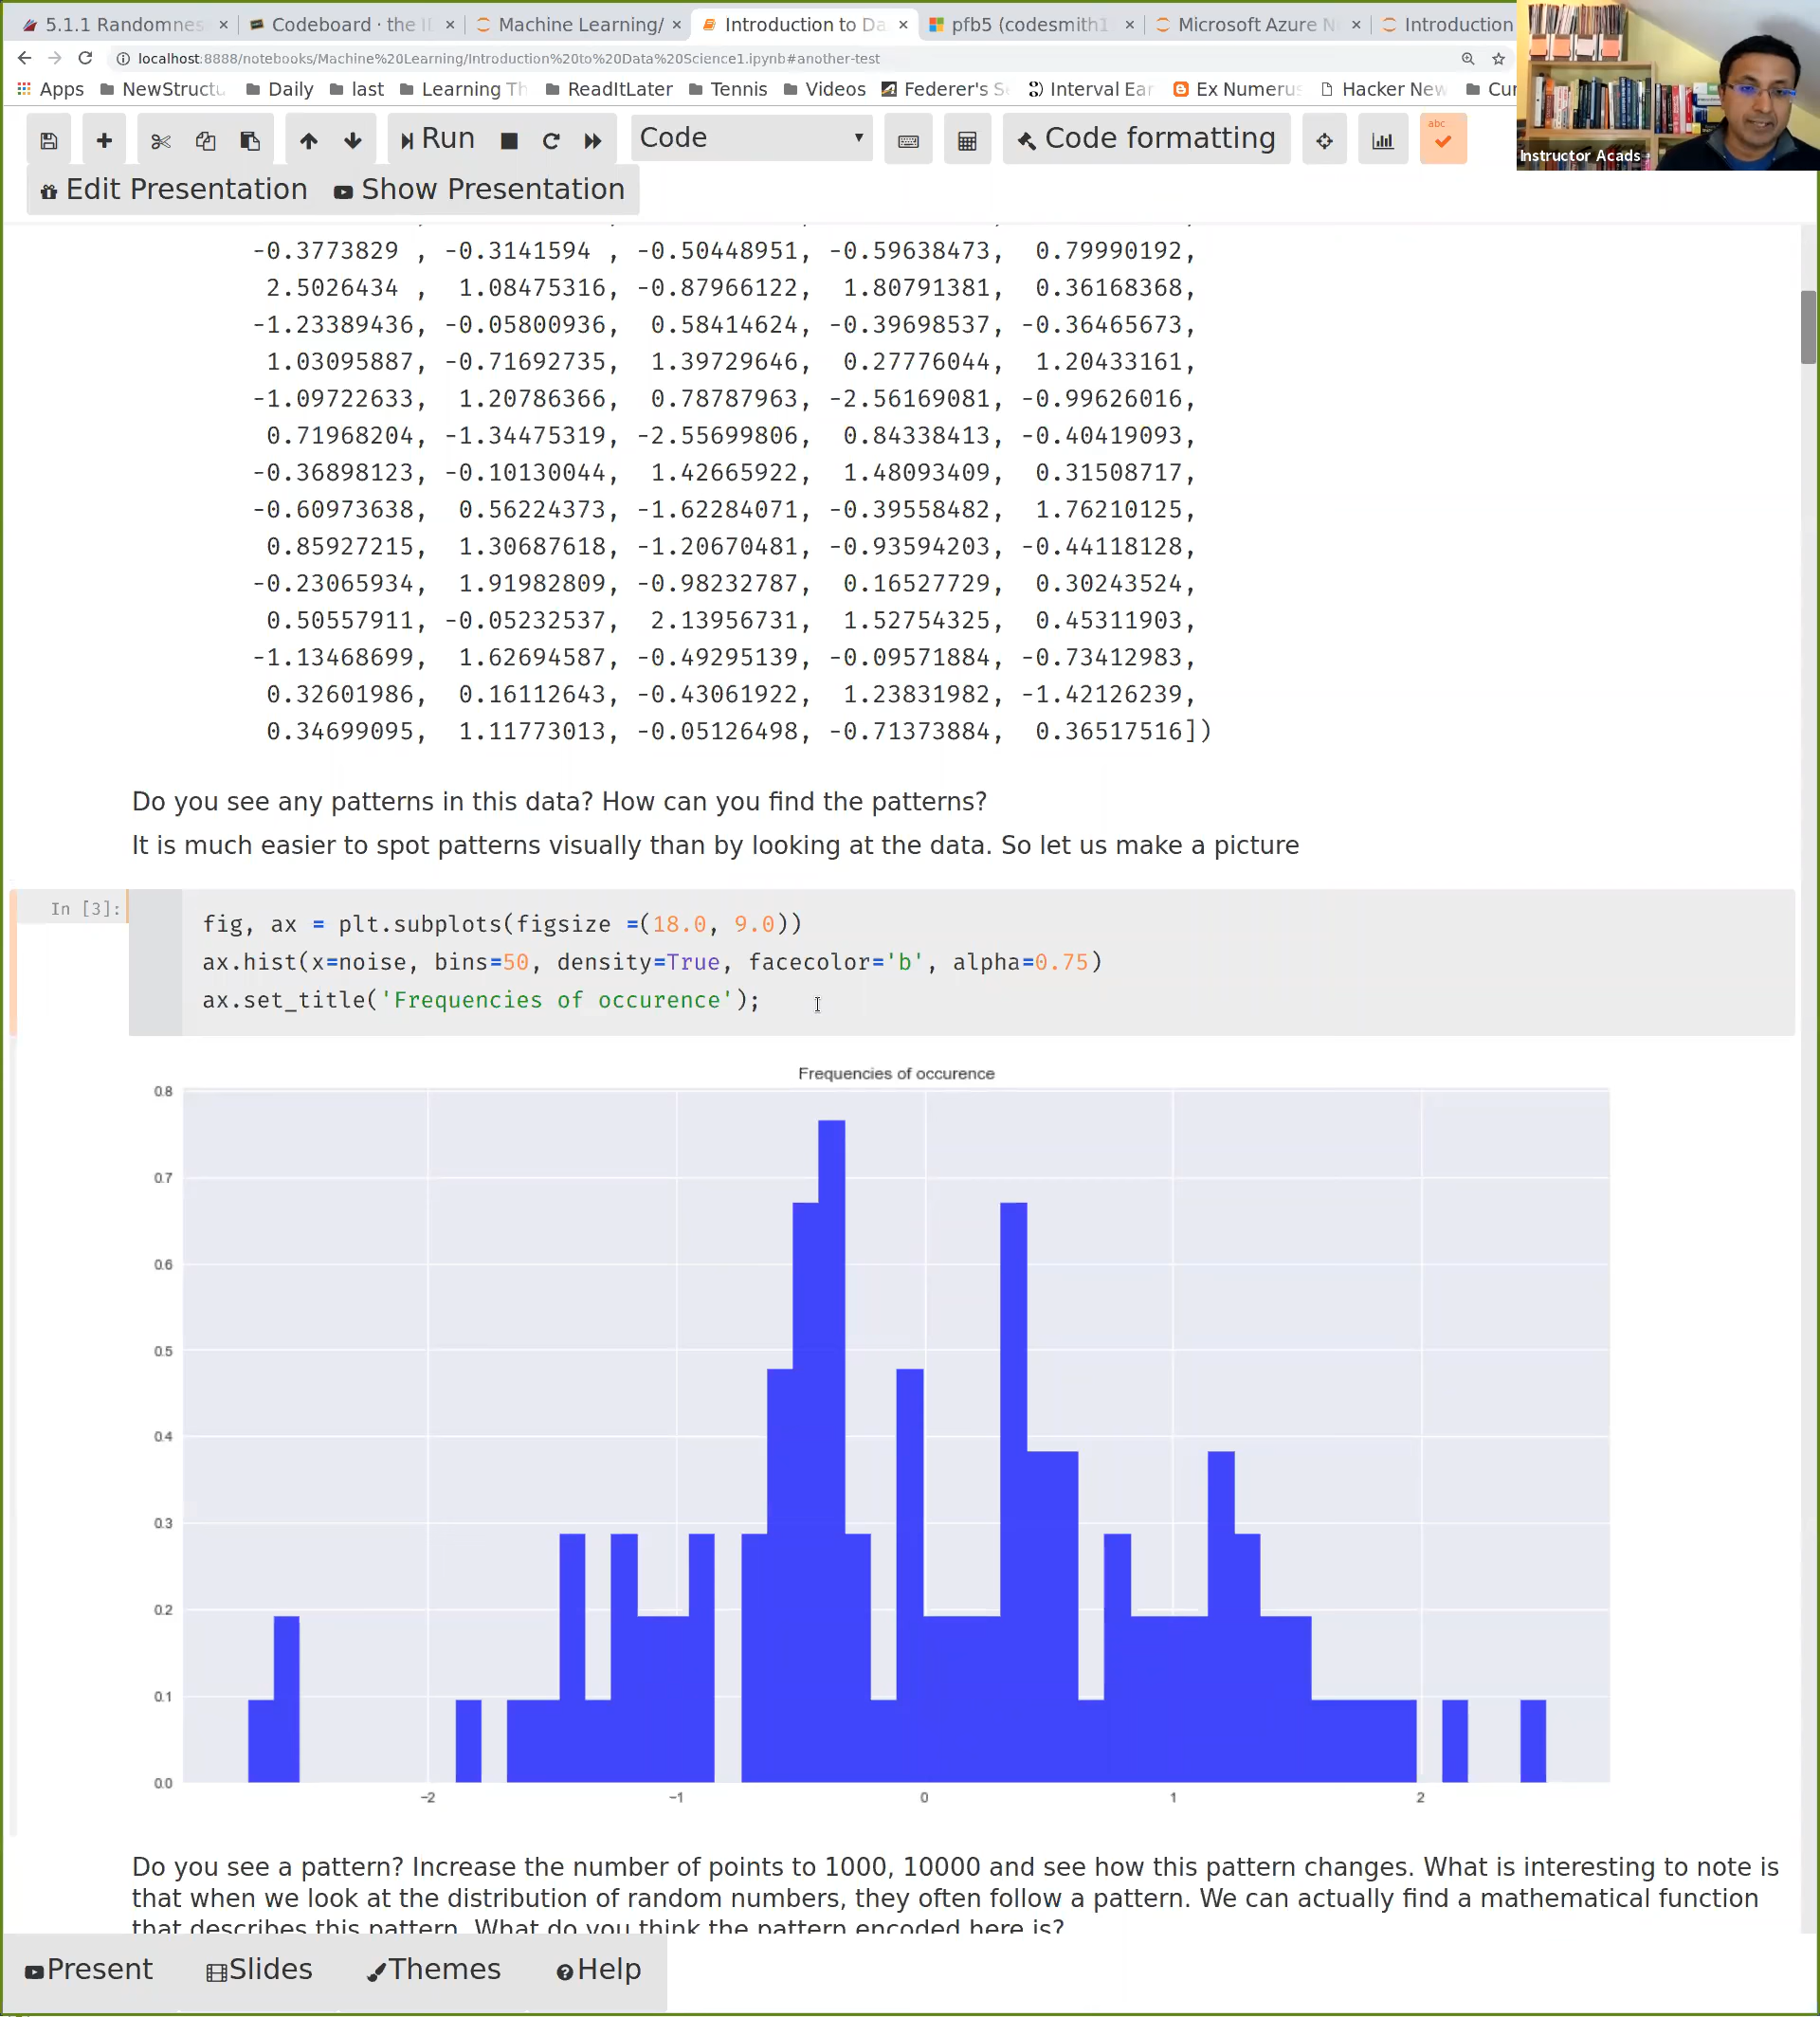 5.1.1 Randomnes
Codeboard · the I
Machine Learning/
Introduction to Da
pfb5 (codesmith1
Microsoft Azure N
Introduction
localhost:8888/notebooks/Machine%20Learning/Introduction%20to%20Data%20Science1.ipynb#another-test
Apps NewStructu Daily last Learning Th ReadItLater Tennis Videos Federer's S Interval Ear Ex Numerus Hacker New Cur
Instructor Acads
Run Code Code formatting abc
Edit Presentation Show Presentation
-0.3773829 , -0.3141594 , -0.50448951, -0.59638473, 0.79990192,
2.5026434 , 1.08475316, -0.87966122, 1.80791381, 0.36168368,
-1.23389436, -0.05800936, 0.58414624, -0.39698537, -0.36465673,
1.03095887, -0.71692735, 1.39729646, 0.27776044, 1.20433161,
-1.09722633, 1.20786366, 0.78787963, -2.56169081, -0.99626016,
0.71968204, -1.34475319, -2.55699806, 0.84338413, -0.40419093,
-0.36898123, -0.10130044, 1.42665922, 1.48093409, 0.31508717,
-0.60973638, 0.56224373, -1.62284071, -0.39558482, 1.76210125,
0.85927215, 1.30687618, -1.20670481, -0.93594203, -0.44118128,
-0.23065934, 1.91982809, -0.98232787, 0.16527729, 0.30243524,
0.50557911, -0.05232537, 2.13956731, 1.52754325, 0.45311903,
-1.13468699, 1.62694587, -0.49295139, -0.09571884, -0.73412983,
0.32601986, 0.16112643, -0.43061922, 1.23831982, -1.42126239,
0.34699095, 1.11773013, -0.05126498, -0.71373884, 0.36517516])
Do you see any patterns in this data? How can you find the patterns?
It is much easier to spot patterns visually than by looking at the data. So let us make a picture
In [3]:
fig, ax = plt.subplots(figsize =(18.0, 9.0))
ax.hist(x=noise, bins=50, density=True, facecolor='b', alpha=0.75)
ax.set_title('Frequencies of occurence');
Frequencies of occurence
0.8
0.7
0.6
0.5
0.4
0.3
0.2
0.1
0.0
−2 −1 0 1 2
Do you see a pattern? Increase the number of points to 1000, 10000 and see how this pattern changes. What is interesting to note is
that when we look at the distribution of random numbers, they often follow a pattern. We can actually find a mathematical function
that describes this pattern. What do you think the pattern encoded here is?
Present Slides Themes Help